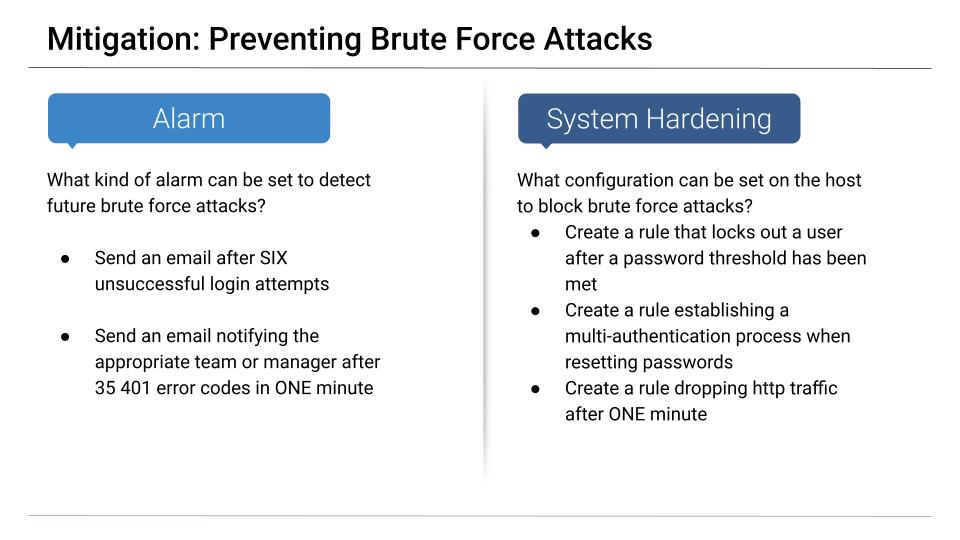 Mitigation: Preventing Brute Force Attacks
Alarm
What kind of alarm can be set to detect
future brute force attacks?
● Send an email after SIX
unsuccessful login attempts
● Send an email notifying the
appropriate team or manager after
35 401 error codes in ONE minute
System Hardening
What configuration can be set on the host
to block brute force attacks?
● Create a rule that locks out a user
after a password threshold has been
met
● Create a rule establishing a
multi-authentication process when
resetting passwords
● Create a rule dropping http traffic
after ONE minute